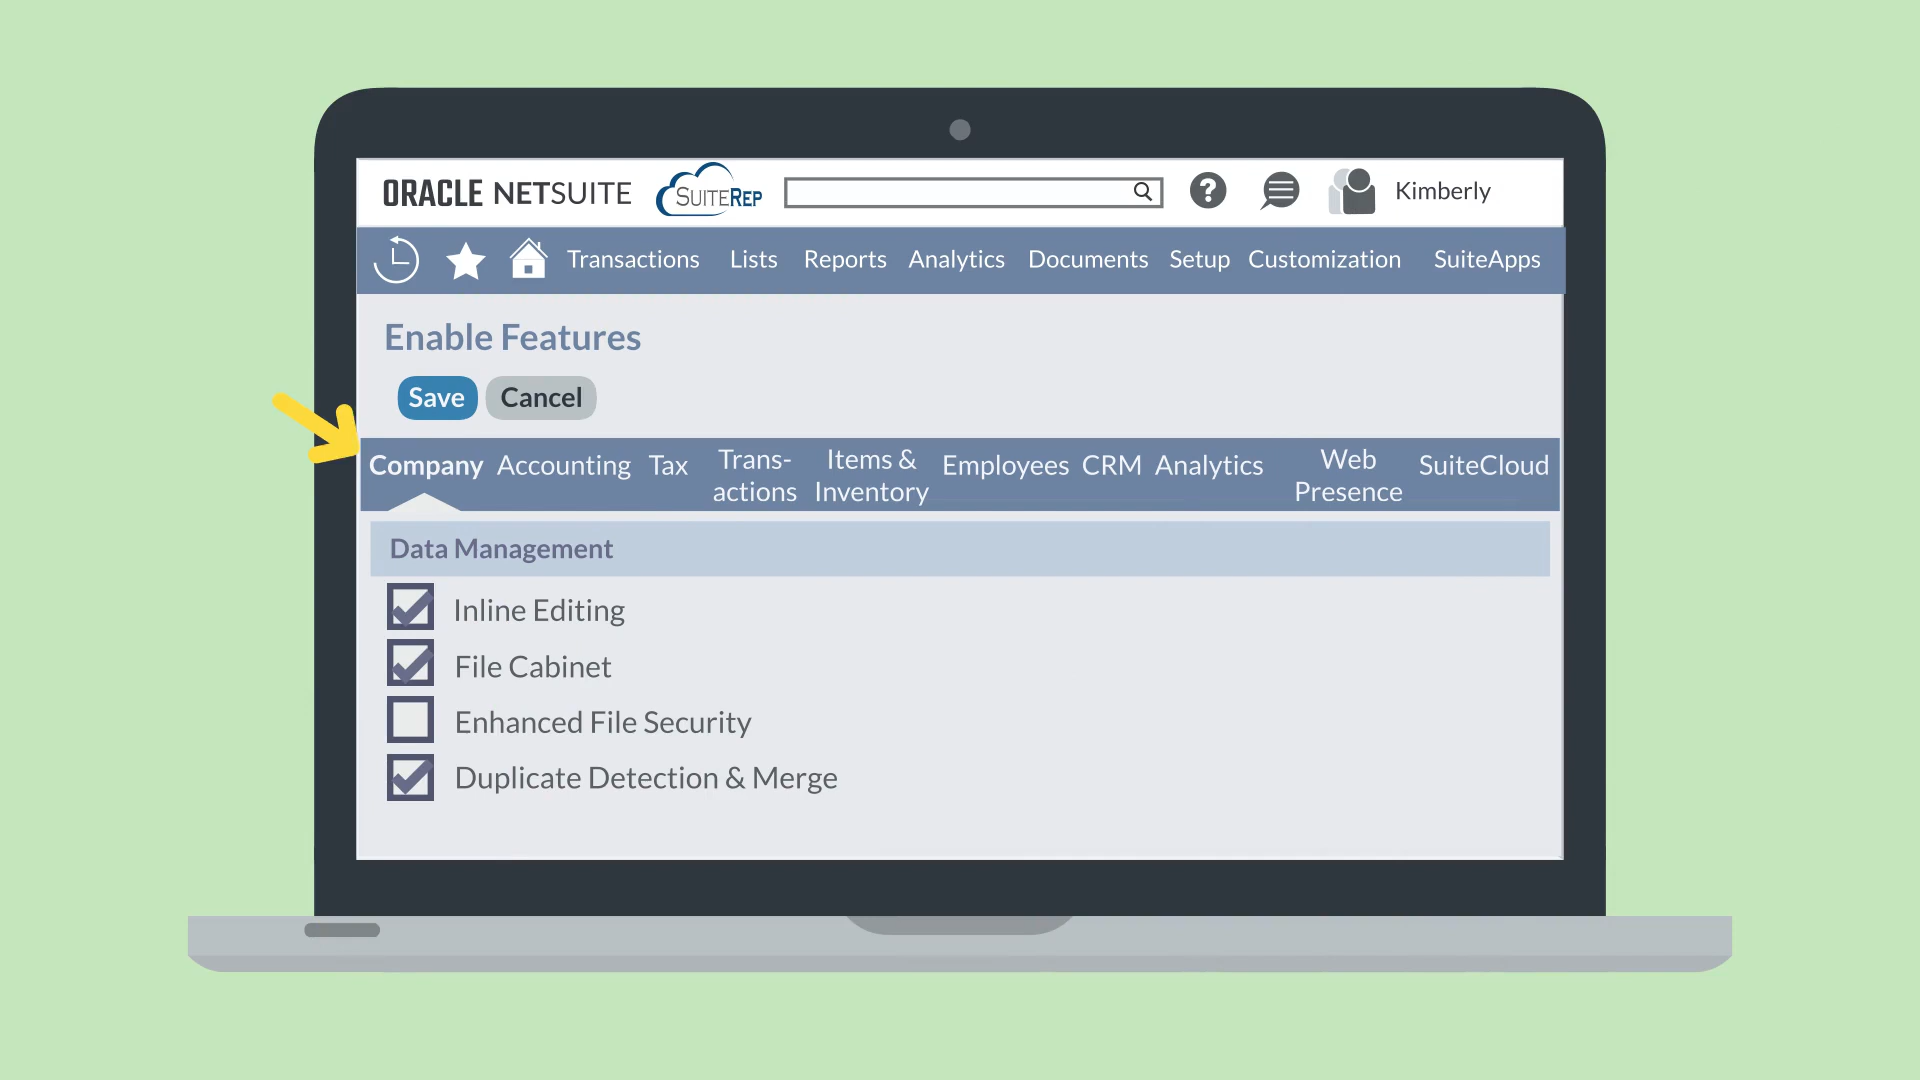 ORACLE NETSUITE SUITEREP ? Kimberly
Transactions Lists Reports Analytics Documents Setup Customization SuiteApps
Enable Features
Save Cancel
Company Accounting Tax Trans-
actions Items &
Inventory Employees CRM Analytics Web
Presence SuiteCloud
Data Management
Inline Editing
File Cabinet
Enhanced File Security
Duplicate Detection & Merge